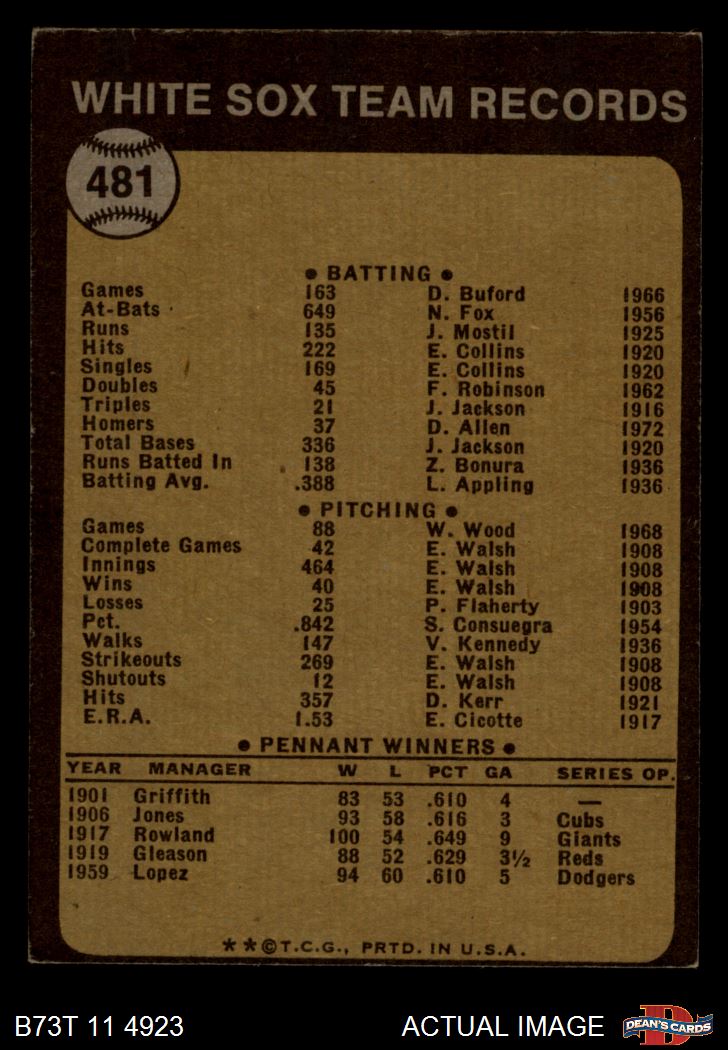 WHITE SOX TEAM RECORDS
481
• BATTING •
Games 163 D. Buford 1966
At-Bats 649 N. Fox 1956
Runs 135 J. Mostil 1925
Hits 222 E. Collins 1920
Singles 169 E. Collins 1920
Doubles 45 F. Robinson 1962
Triples 21 J. Jackson 1916
Homers 37 D. Allen 1972
Total Bases 336 J. Jackson 1920
Runs Batted In 138 Z. Bonura 1936
Batting Avg. .388 L. Appling 1936
• PITCHING •
Games 88 W. Wood 1968
Complete Games 42 E. Walsh 1908
Innings 464 E. Walsh 1908
Wins 40 E. Walsh 1908
Losses 25 P. Flaherty 1903
Pct. .842 S. Consuegra 1954
Walks 147 V. Kennedy 1936
Strikeouts 269 E. Walsh 1908
Shutouts 12 E. Walsh 1908
Hits 357 D. Kerr 1921
E.R.A. 1.53 E. Cicotte 1917
• PENNANT WINNERS •
YEAR MANAGER W L PCT GA SERIES OP.
1901 Griffith 83 53 .610 4 —
1906 Jones 93 58 .616 3 Cubs
1917 Rowland 100 54 .649 9 Giants
1919 Gleason 88 52 .629 3½ Reds
1959 Lopez 94 60 .610 5 Dodgers
**©T.C.G., PRTD. IN U.S.A.
B73T 11 4923 ACTUAL IMAGE D DEAN'S CARDS